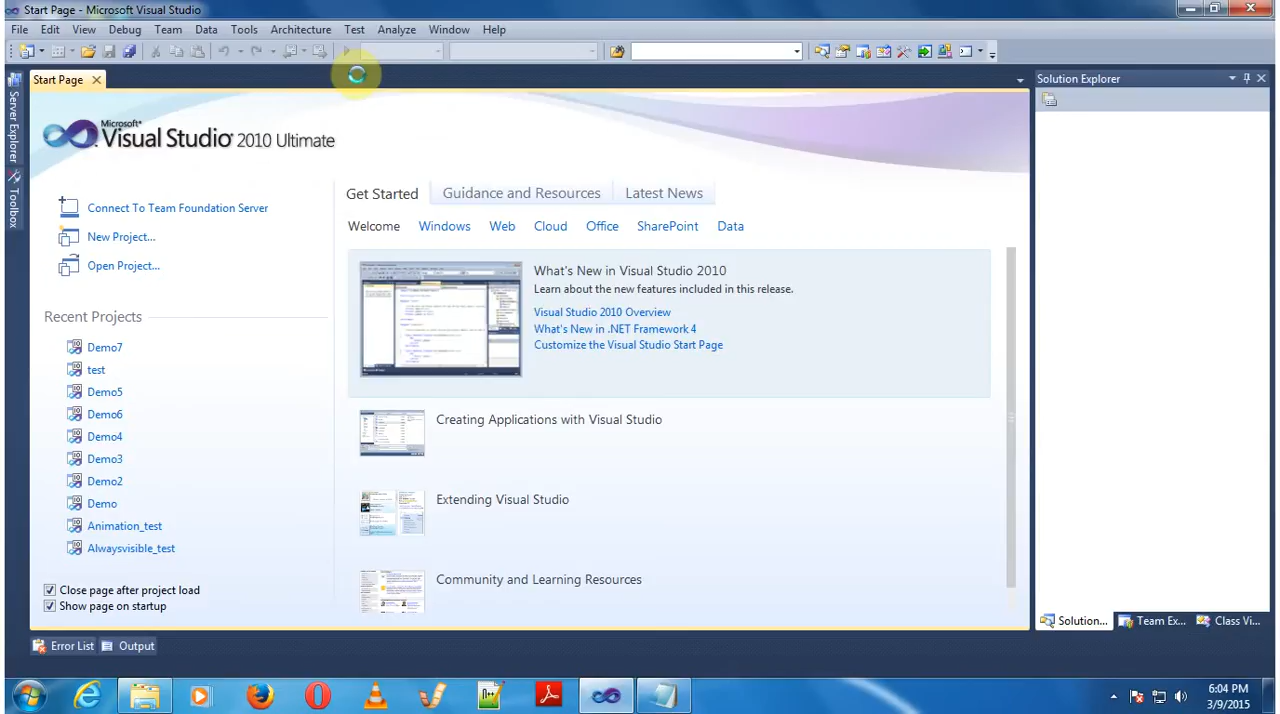 Start Page - Microsoft Visual Studio
File Edit View Debug Team Data Tools Architecture Test Analyze Window Help
Start Page
Solution Explorer
Server Explorer
Toolbox
Microsoft®
Visual Studio® 2010 Ultimate
Connect To Team Foundation Server
New Project...
Open Project...
Recent Projects
Demo7
test
Demo5
Demo6
Demo4
Demo3
Demo2
Demo
Animation_test
Alwaysvisible_test
Close page after project load
Show page on startup
Get Started Guidance and Resources Latest News
Welcome Windows Web Cloud Office SharePoint Data
What's New in Visual Studio 2010
Learn about the new features included in this release.
Visual Studio 2010 Overview
What's New in .NET Framework 4
Customize the Visual Studio Start Page
Creating Applications with Visual Studio
Extending Visual Studio
Community and Learning Resources
Solution... Team Ex... Class Vi...
Error List Output
6:04 PM
3/9/2015